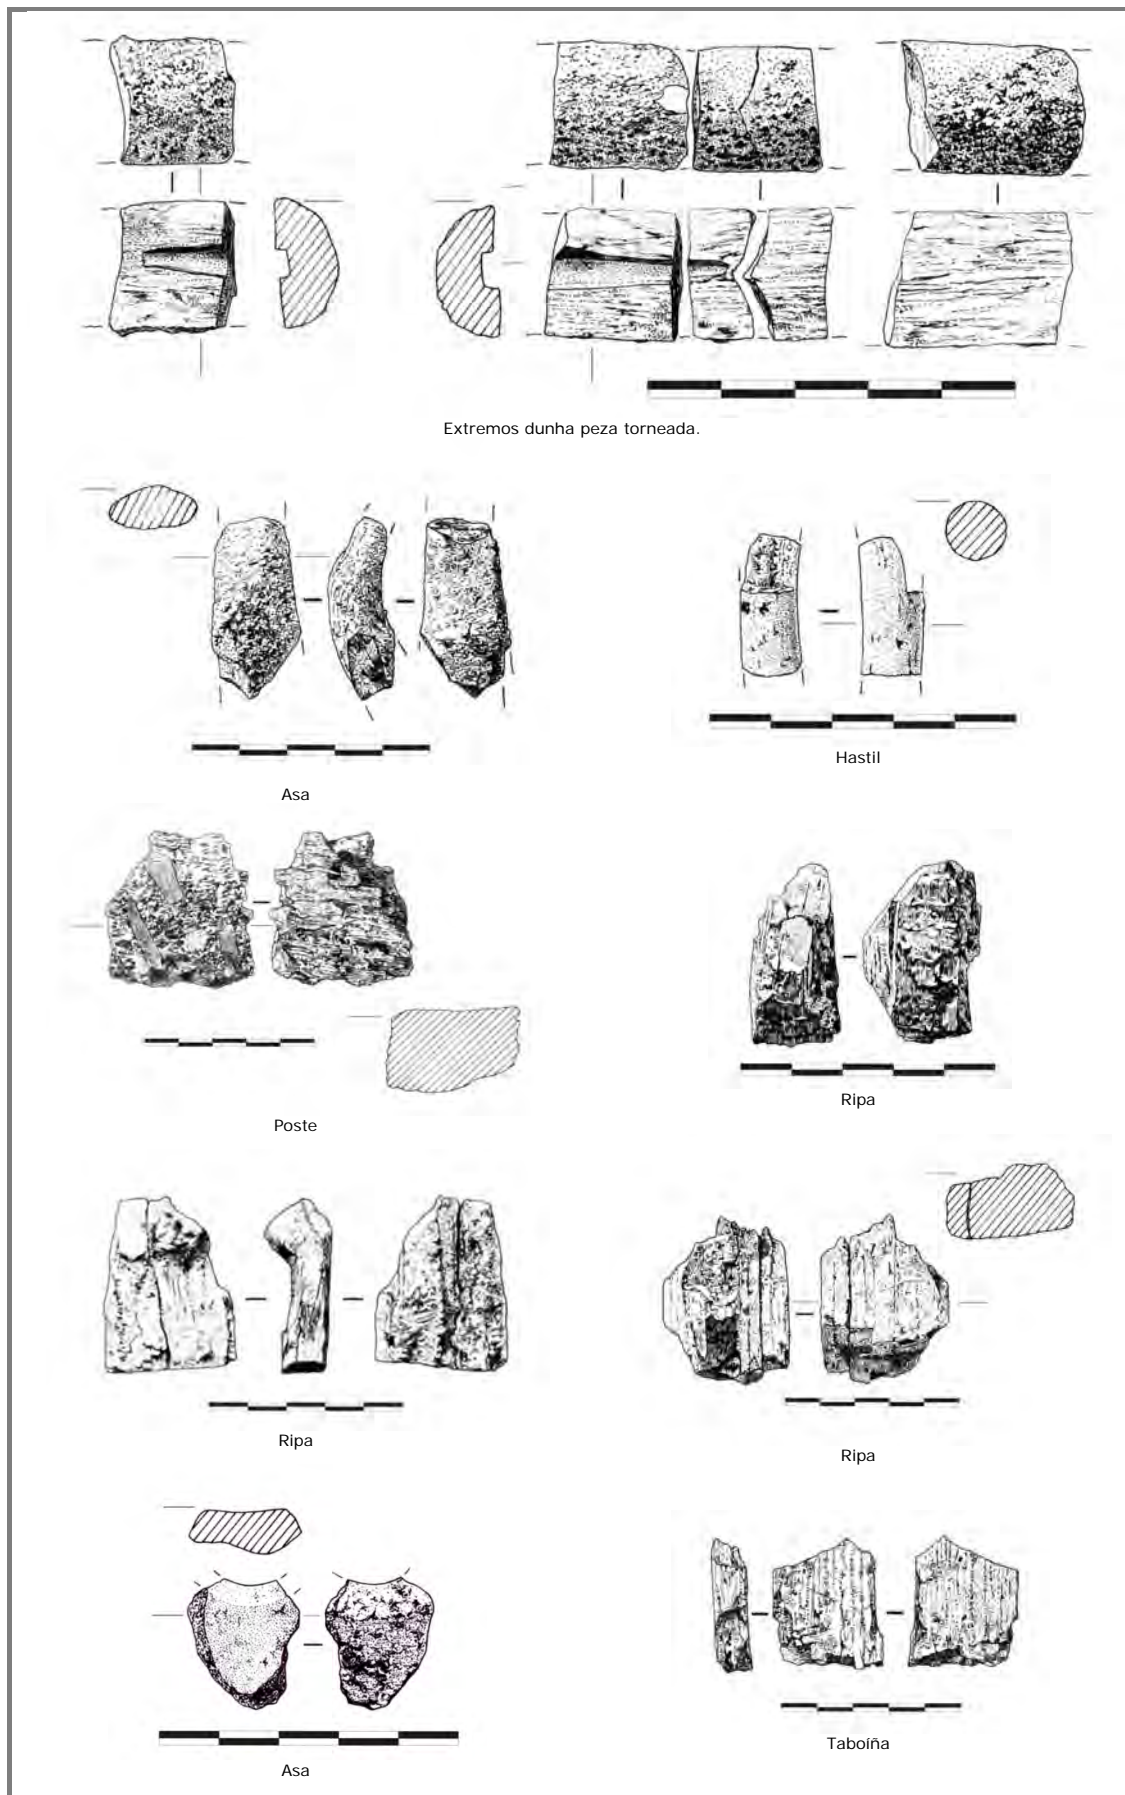 Extremos dunha peza torneada.
Asa
Hastil
Poste
Ripa
Ripa
Ripa
Asa
Taboíña